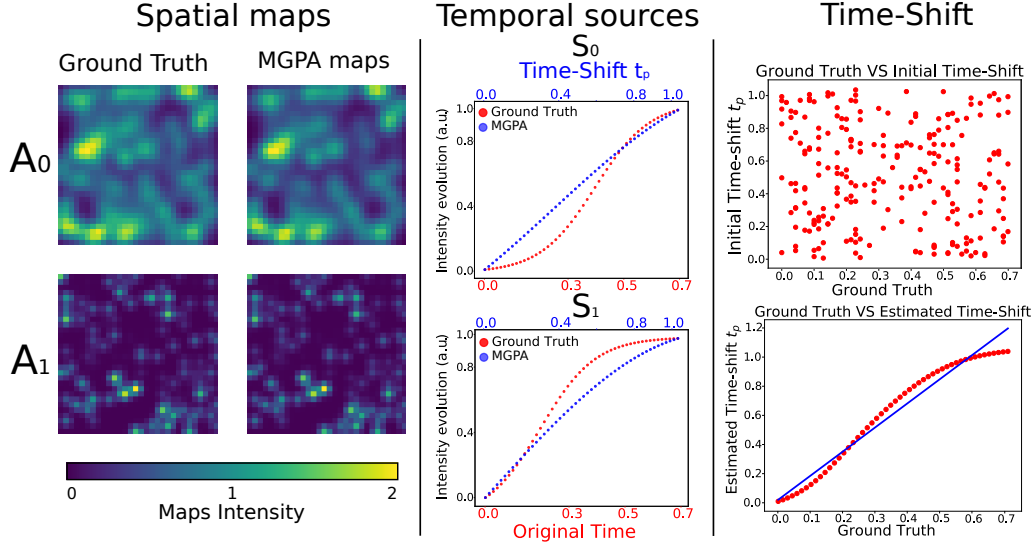 Spatial maps
Ground Truth
MGPA maps
A0
A1
0
1
2
Maps Intensity
Temporal sources
S0
Time-Shift tp
0.0 0.4 0.6 0.8 1.0
Ground Truth
MGPA
Intensity evolution (a.u)
1.0
0.8
0.4
0.0
0.0 0.3 0.5 0.7
S1
0.0 0.4 0.6 0.8 1.0
Ground Truth
MGPA
Intensity evolution (a.u)
1.0
0.8
0.4
0.0
0.0 0.3 0.5 0.7
Original Time
Time-Shift
Ground Truth VS Initial Time-Shift
Initial Time-shift tp
1.0
0.8
0.6
0.4
0.2
0.0
0.0 0.1 0.2 0.3 0.4 0.5 0.6 0.7
Ground Truth
Ground Truth VS Estimated Time-Shift
Estimated Time-shift tp
1.2
1.0
0.8
0.6
0.4
0.2
0.0
0.0 0.1 0.2 0.3 0.4 0.5 0.6 0.7
Ground Truth